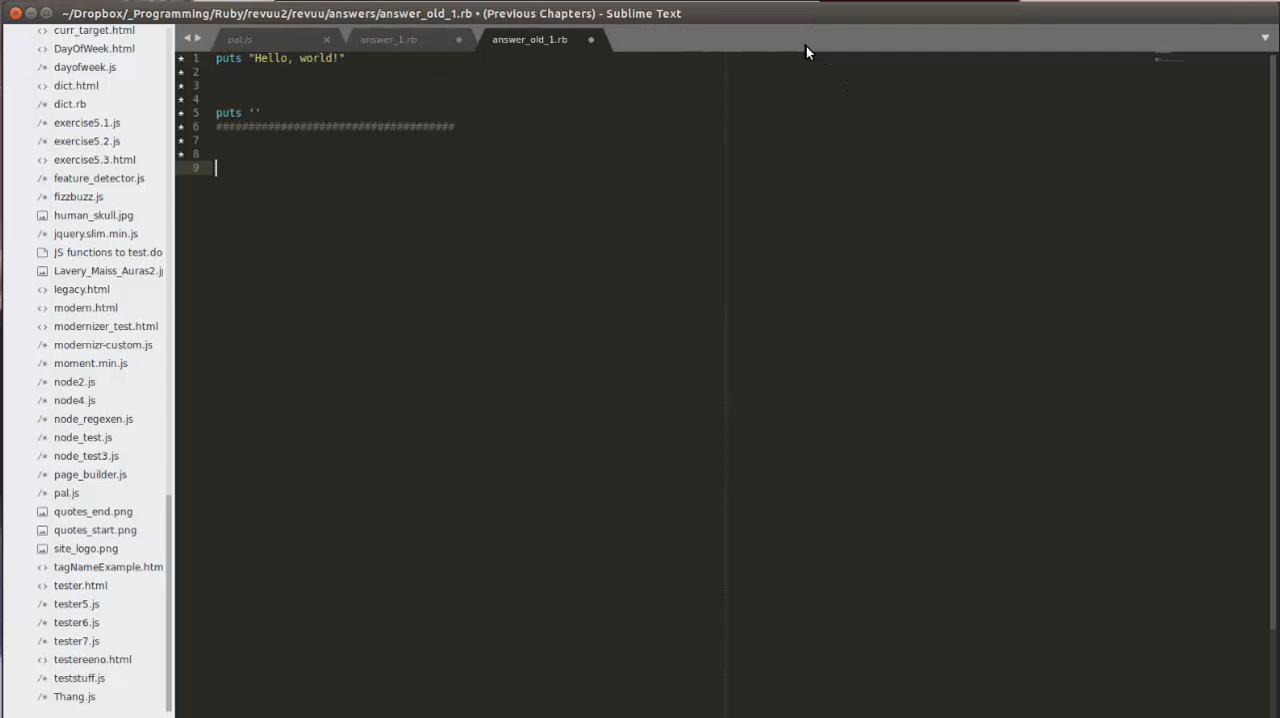 ~/Dropbox/_Programming/Ruby/revuu2/revuu/answers/answer_old_1.rb • (Previous Chapters) - Sublime Text
pal.js
answer_1.rb
answer_old_1.rb
curr_target.html
DayOfWeek.html
dayofweek.js
dict.html
dict.rb
exercise5.1.js
exercise5.2.js
exercise5.3.html
feature_detector.js
fizzbuzz.js
human_skull.jpg
jquery.slim.min.js
JS functions to test.do
Lavery_Maiss_Auras2.j
legacy.html
modern.html
modernizer_test.html
modernizr-custom.js
moment.min.js
node2.js
node4.js
node_regexen.js
node_test.js
node_test3.js
page_builder.js
pal.js
quotes_end.png
quotes_start.png
site_logo.png
tagNameExample.htm
tester.html
tester5.js
tester6.js
tester7.js
testereeno.html
teststuff.js
Thang.js
1 puts "Hello, world!"
2
3
4
5 puts ''
6 #####################################
7
8
9